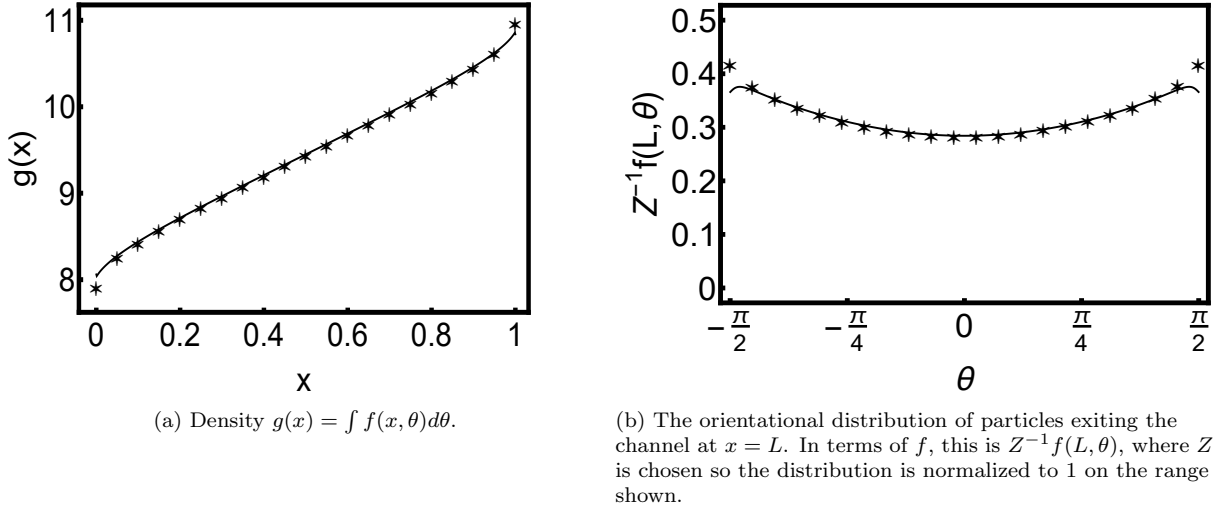 11
10
9
8
g(x)
0 0.2 0.4 0.6 0.8 1
x
(a) Density g(x) = ∫ f(x, θ)dθ.
0.5
0.4
0.3
0.2
0.1
0
Z⁻¹f(L,θ)
−π/2 −π/4 0 π/4 π/2
θ
(b) The orientational distribution of particles exiting the
channel at x = L. In terms of f, this is Z⁻¹f(L, θ), where Z
is chosen so the distribution is normalized to 1 on the range
shown.